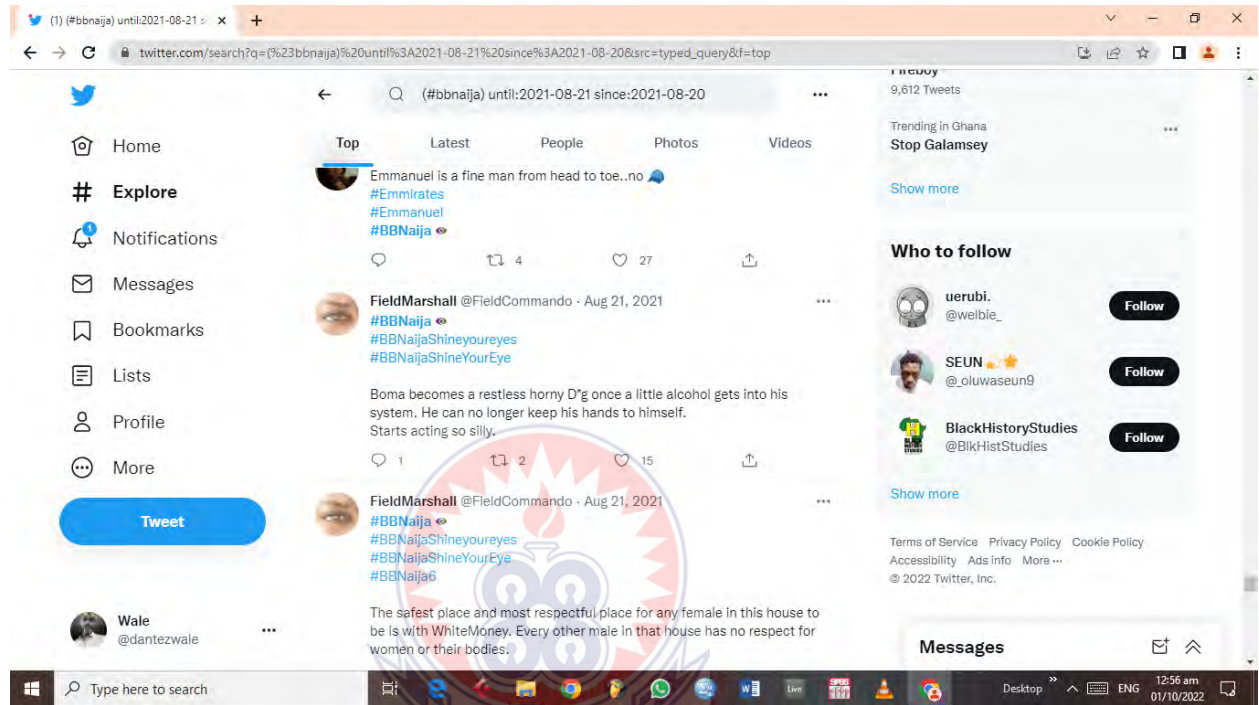 (1) (#bbnaija) until:2021-08-21 s
twitter.com/search?q=(%23bbnaija)%20until%3A2021-08-21%20since%3A2021-08-20&src=typed_query&f=top
(#bbnaija) until:2021-08-21 since:2021-08-20
Top Latest People Photos Videos
Home
Explore
1
Notifications
Messages
Bookmarks
Lists
Profile
More
Tweet
Wale
@dantezwale
Emmanuel is a fine man from head to toe..no
#Emmirates
#Emmanuel
#BBNaija
4 27
FieldMarshall @FieldCommando · Aug 21, 2021
#BBNaija
#BBNaijaShineyoureyes
#BBNaijaShineYourEye
Boma becomes a restless horny D*g once a little alcohol gets into his
system. He can no longer keep his hands to himself.
Starts acting so silly.
1 2 15
FieldMarshall @FieldCommando · Aug 21, 2021
#BBNaija
#BBNaijaShineyoureyes
#BBNaijaShineYourEye
#BBNaija6
The safest place and most respectful place for any female in this house to
be is with WhiteMoney. Every other male in that house has no respect for
women or their bodies.
Fireboy
9,612 Tweets
Trending in Ghana
Stop Galamsey
Show more
Who to follow
uerubi.
@welbie_
Follow
SEUN
@_oluwaseun9
Follow
BlackHistoryStudies
@BlkHistStudies
Follow
Show more
Terms of Service Privacy Policy Cookie Policy
Accessibility Ads info More
© 2022 Twitter, Inc.
Messages
Type here to search
Live
SPSS
Desktop
ENG
12:56 am
01/10/2022